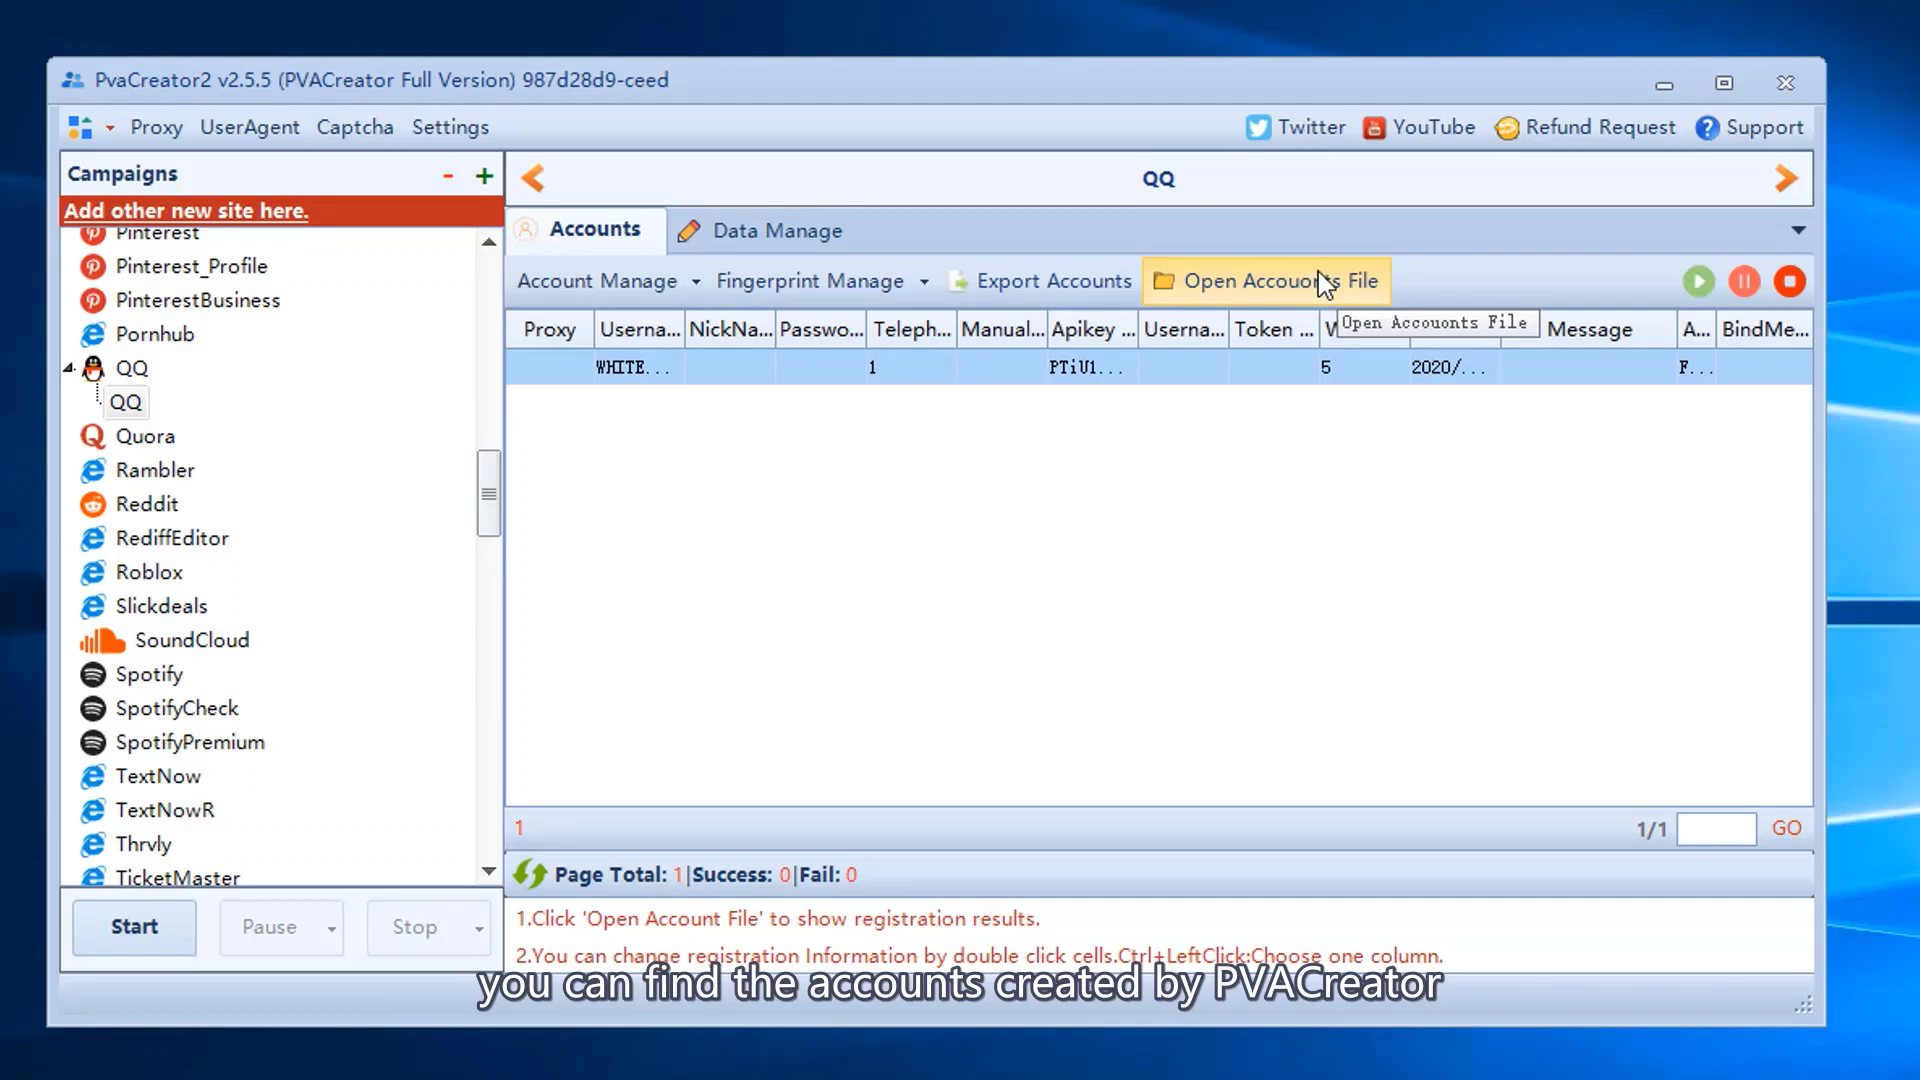 PvaCreator2 v2.5.5 (PVACreator Full Version) 987d28d9-ceed
Proxy UserAgent Captcha Settings Twitter YouTube Refund Request Support
Campaigns - +
Add other new site here.
Pinterest
Pinterest_Profile
PinterestBusiness
Pornhub
QQ
QQ
Quora
Rambler
Reddit
RediffEditor
Roblox
Slickdeals
SoundCloud
Spotify
SpotifyCheck
SpotifyPremium
TextNow
TextNowR
Thrvly
TicketMaster
Start Pause Stop
QQ
Accounts Data Manage
Account Manage Fingerprint Manage Export Accounts Open Accouonts File
Open Accouonts File
Proxy Userna... NickNa... Passwo... Teleph... Manual... Apikey ... Userna... Token ... Message A... BindMe...
WHITE... 1 PTiU1... 5 2020/... F...
1 1/1 GO
Page Total: 1|Success: 0|Fail: 0
1.Click 'Open Account File' to show registration results.
2.You can change registration Information by double click cells.Ctrl+LeftClick:Choose one column.
you can find the accounts created by PVACreator